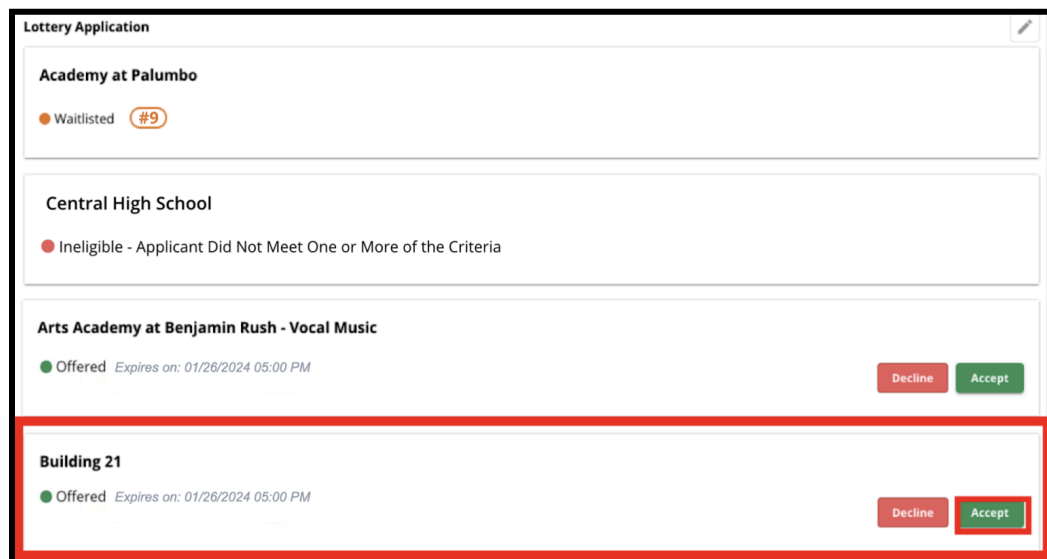 Lottery Application
Academy at Palumbo
Waitlisted #9
Central High School
Ineligible - Applicant Did Not Meet One or More of the Criteria
Arts Academy at Benjamin Rush - Vocal Music
Offered Expires on: 01/26/2024 05:00 PM
Decline Accept
Building 21
Offered Expires on: 01/26/2024 05:00 PM
Decline Accept